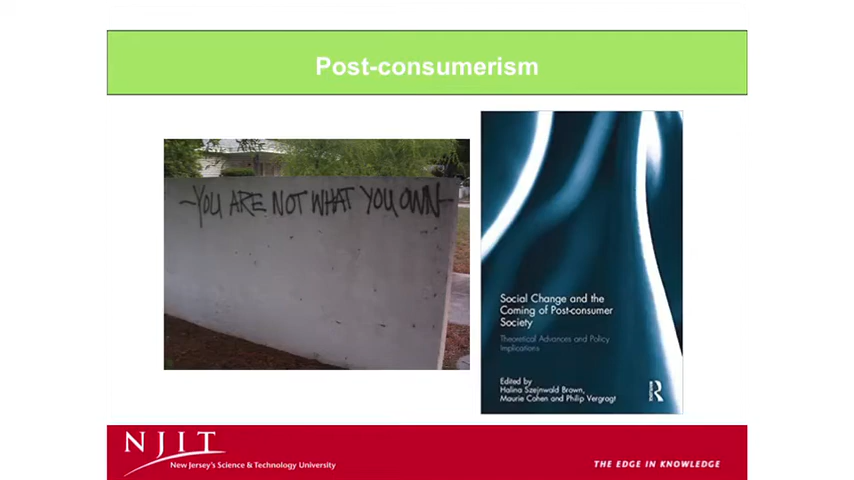 Post-consumerism
-YOU ARE NOT WHAT YOU OWN-
Social Change and the
Coming of Post-consumer
Society
Theoretical Advances and Policy
Implications
Edited by
Halina Szejnwald Brown,
Maurie Cohen and Philip Vergragt
R
NJIT
New Jersey's Science & Technology University
THE EDGE IN KNOWLEDGE